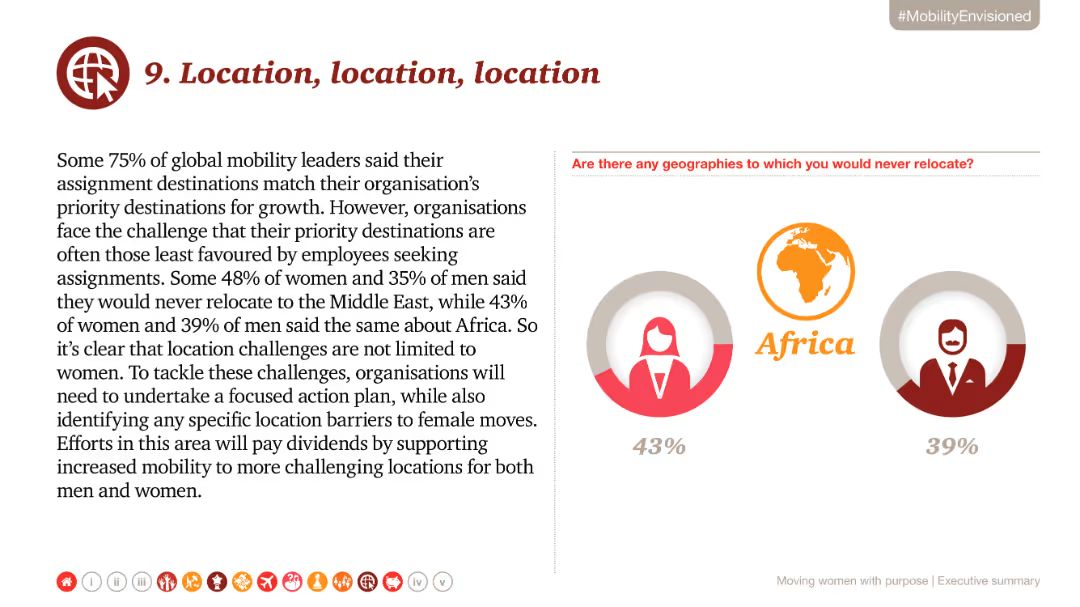 #MobilityEnvisioned
9. Location, location, location
Some 75% of global mobility leaders said their
assignment destinations match their organisation's
priority destinations for growth. However, organisations
face the challenge that their priority destinations are
often those least favoured by employees seeking
assignments. Some 48% of women and 35% of men said
they would never relocate to the Middle East, while 43%
of women and 39% of men said the same about Africa. So
it's clear that location challenges are not limited to
women. To tackle these challenges, organisations will
need to undertake a focused action plan, while also
identifying any specific location barriers to female moves.
Efforts in this area will pay dividends by supporting
increased mobility to more challenging locations for both
men and women.
Are there any geographies to which you would never relocate?
Africa
43%
39%
i ii iii iv v
Moving women with purpose | Executive summary